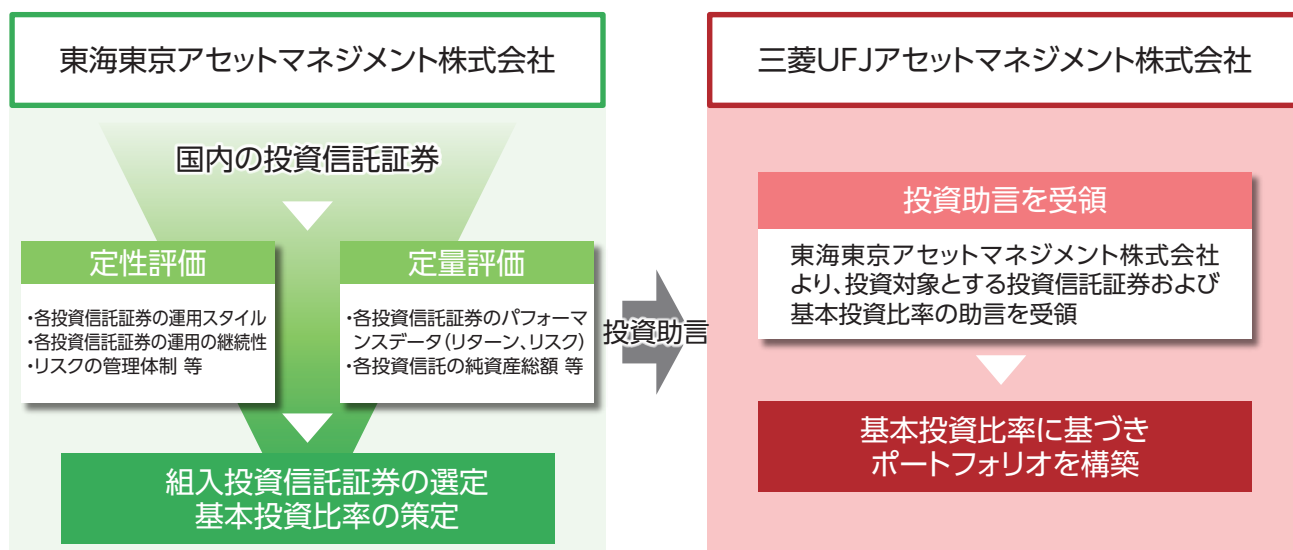 東海東京アセットマネジメント株式会社
国内の投資信託証券
定性評価
・各投資信託証券の運用スタイル
・各投資信託証券の運用の継続性
・リスクの管理体制 等
定量評価
・各投資信託証券のパフォーマ
ンスデータ(リターン、リスク)
・各投資信託の純資産総額 等
組入投資信託証券の選定
基本投資比率の策定
投資助言
三菱UFJアセットマネジメント株式会社
投資助言を受領
東海東京アセットマネジメント株式会社
より、投資対象とする投資信託証券および
基本投資比率の助言を受領
基本投資比率に基づき
ポートフォリオを構築